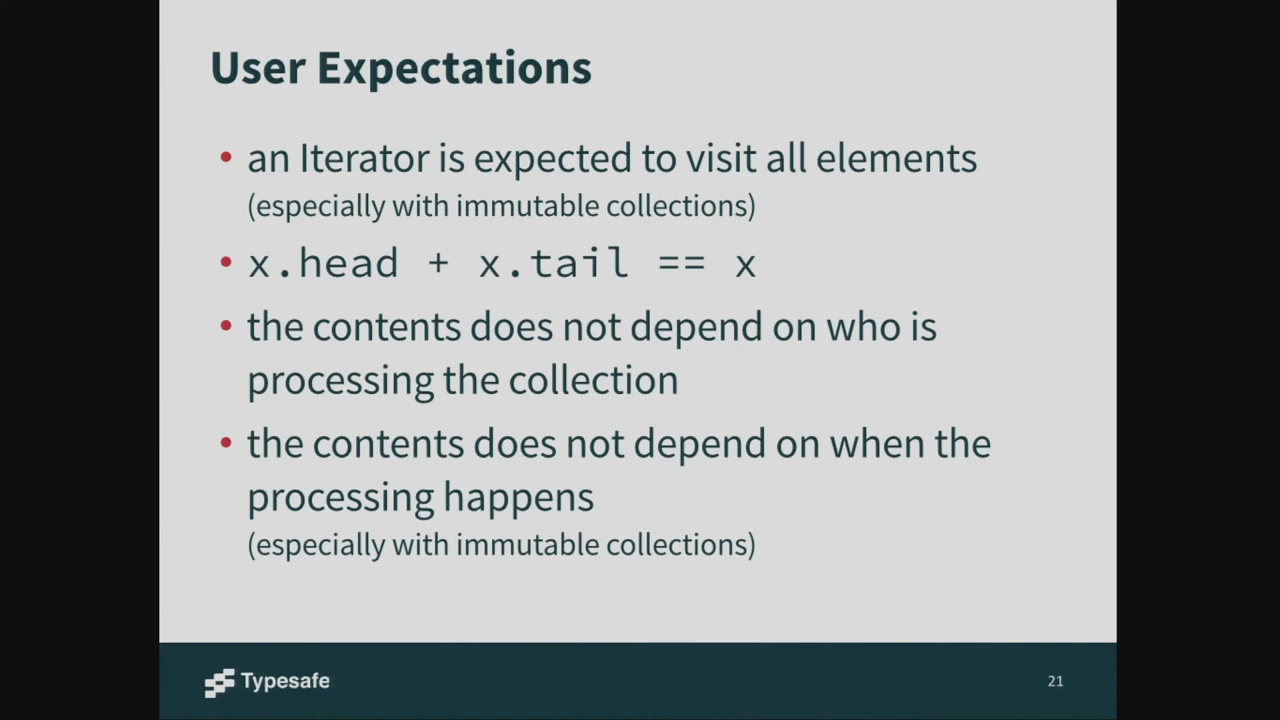 User Expectations
• an Iterator is expected to visit all elements
(especially with immutable collections)
• x.head + x.tail == x
• the contents does not depend on who is
processing the collection
• the contents does not depend on when the
processing happens
(especially with immutable collections)
Typesafe
21